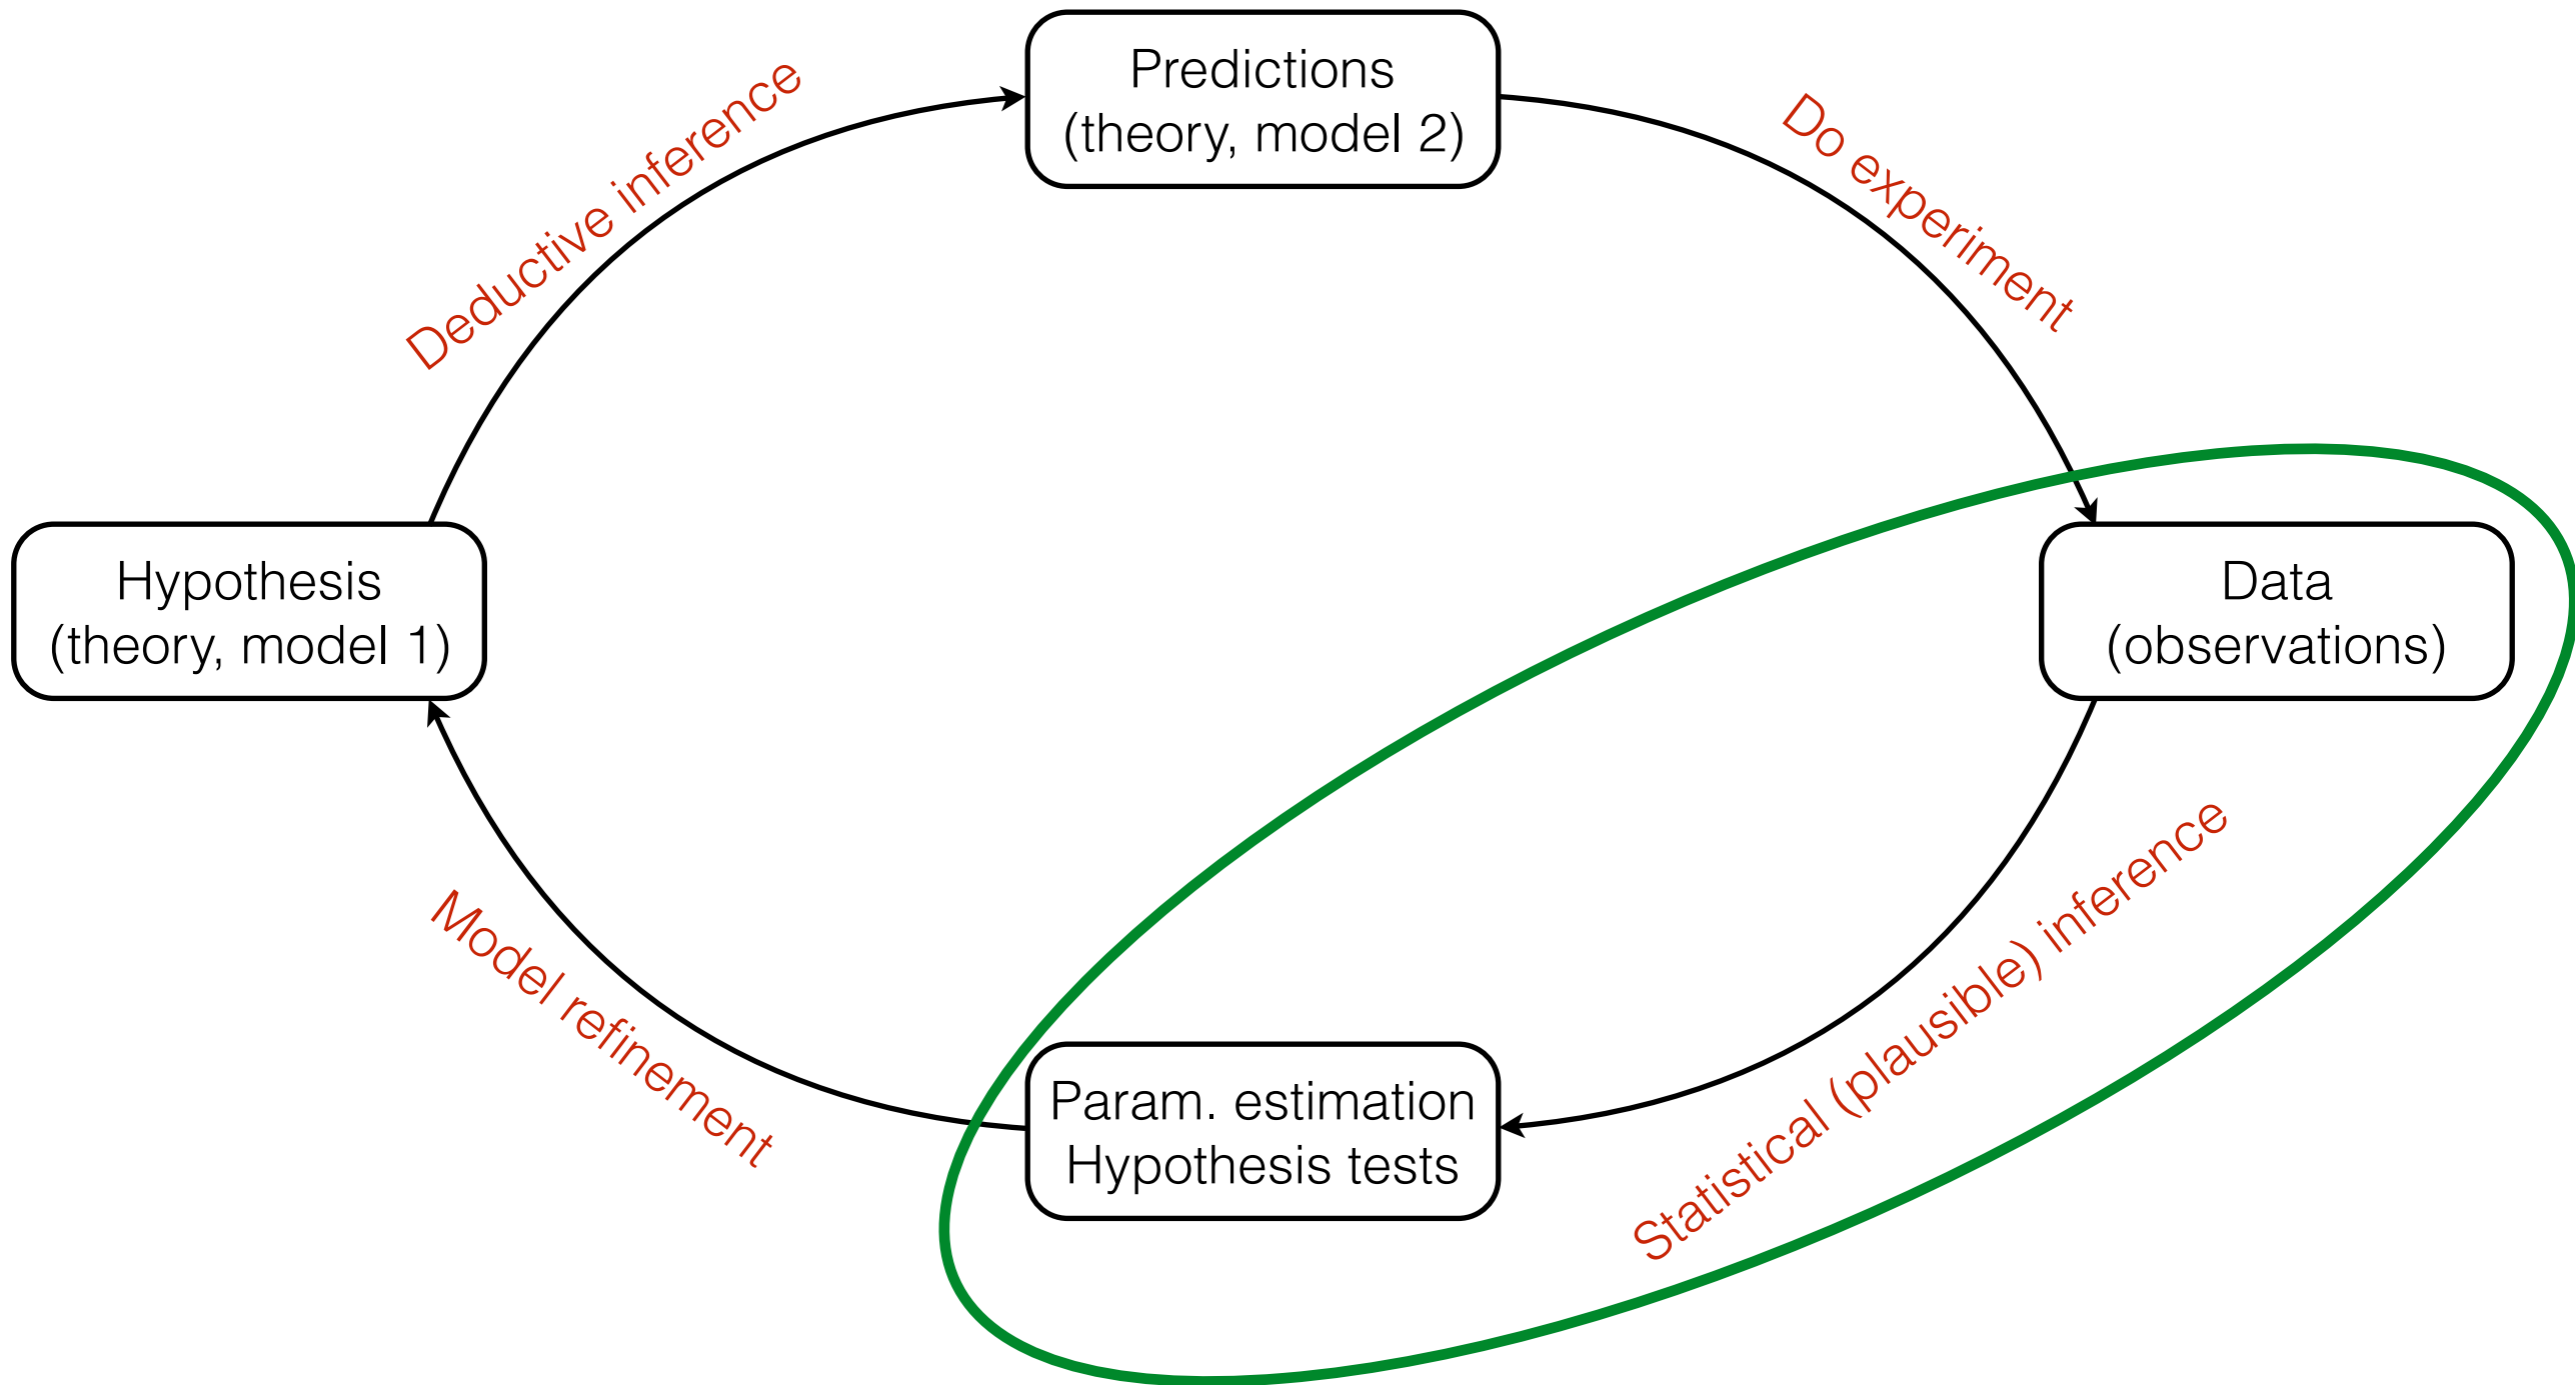 Predictions
(theory, model 2)
Deductive inference
Do experiment
Hypothesis
(theory, model 1)
Data
(observations)
Model refinement
Statistical (plausible) inference
Param. estimation
Hypothesis tests